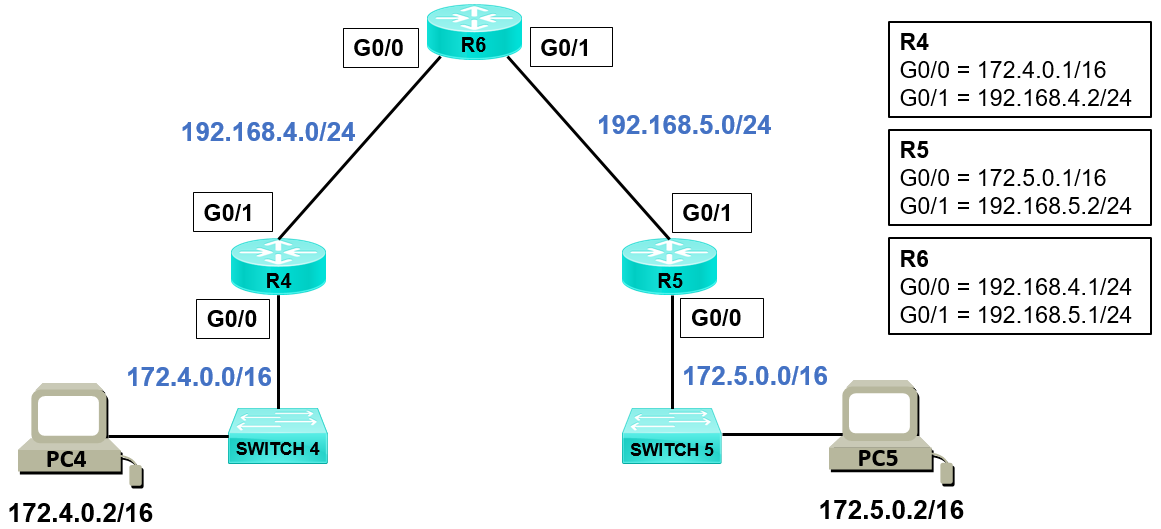 R6
G0/0
G0/1
192.168.4.0/24
192.168.5.0/24
G0/1
G0/1
R4
R5
G0/0
G0/0
172.4.0.0/16
172.5.0.0/16
SWITCH 4
SWITCH 5
PC4
PC5
172.4.0.2/16
172.5.0.2/16
R4
G0/0 = 172.4.0.1/16
G0/1 = 192.168.4.2/24
R5
G0/0 = 172.5.0.1/16
G0/1 = 192.168.5.2/24
R6
G0/0 = 192.168.4.1/24
G0/1 = 192.168.5.1/24